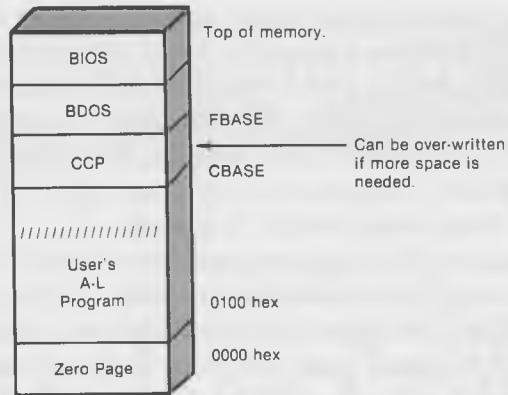 Top of memory.
BIOS
BDOS
FBASE
Can be over-written
if more space is
needed.
CCP
CBASE
////////////////
User's
A-L
Program
0100 hex
0000 hex
Zero Page